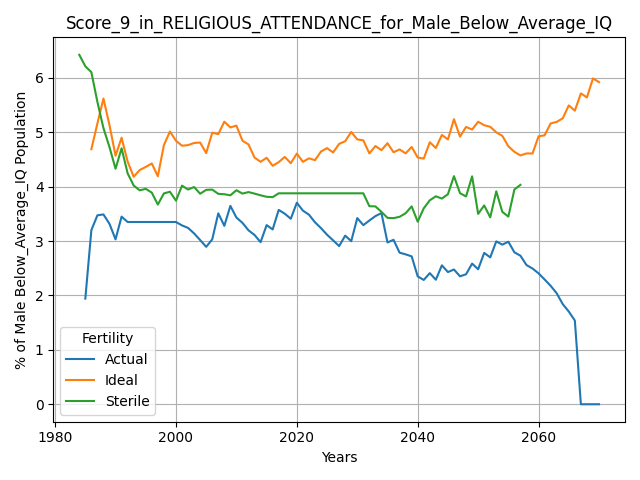 Score_9_in_RELIGIOUS_ATTENDANCE_for_Male_Below_Average_IQ
% of Male Below_Average_IQ Population
6
5
4
3
2
1
0
Fertility
Actual
Ideal
Sterile
1980
2000
2020
2040
2060
Years